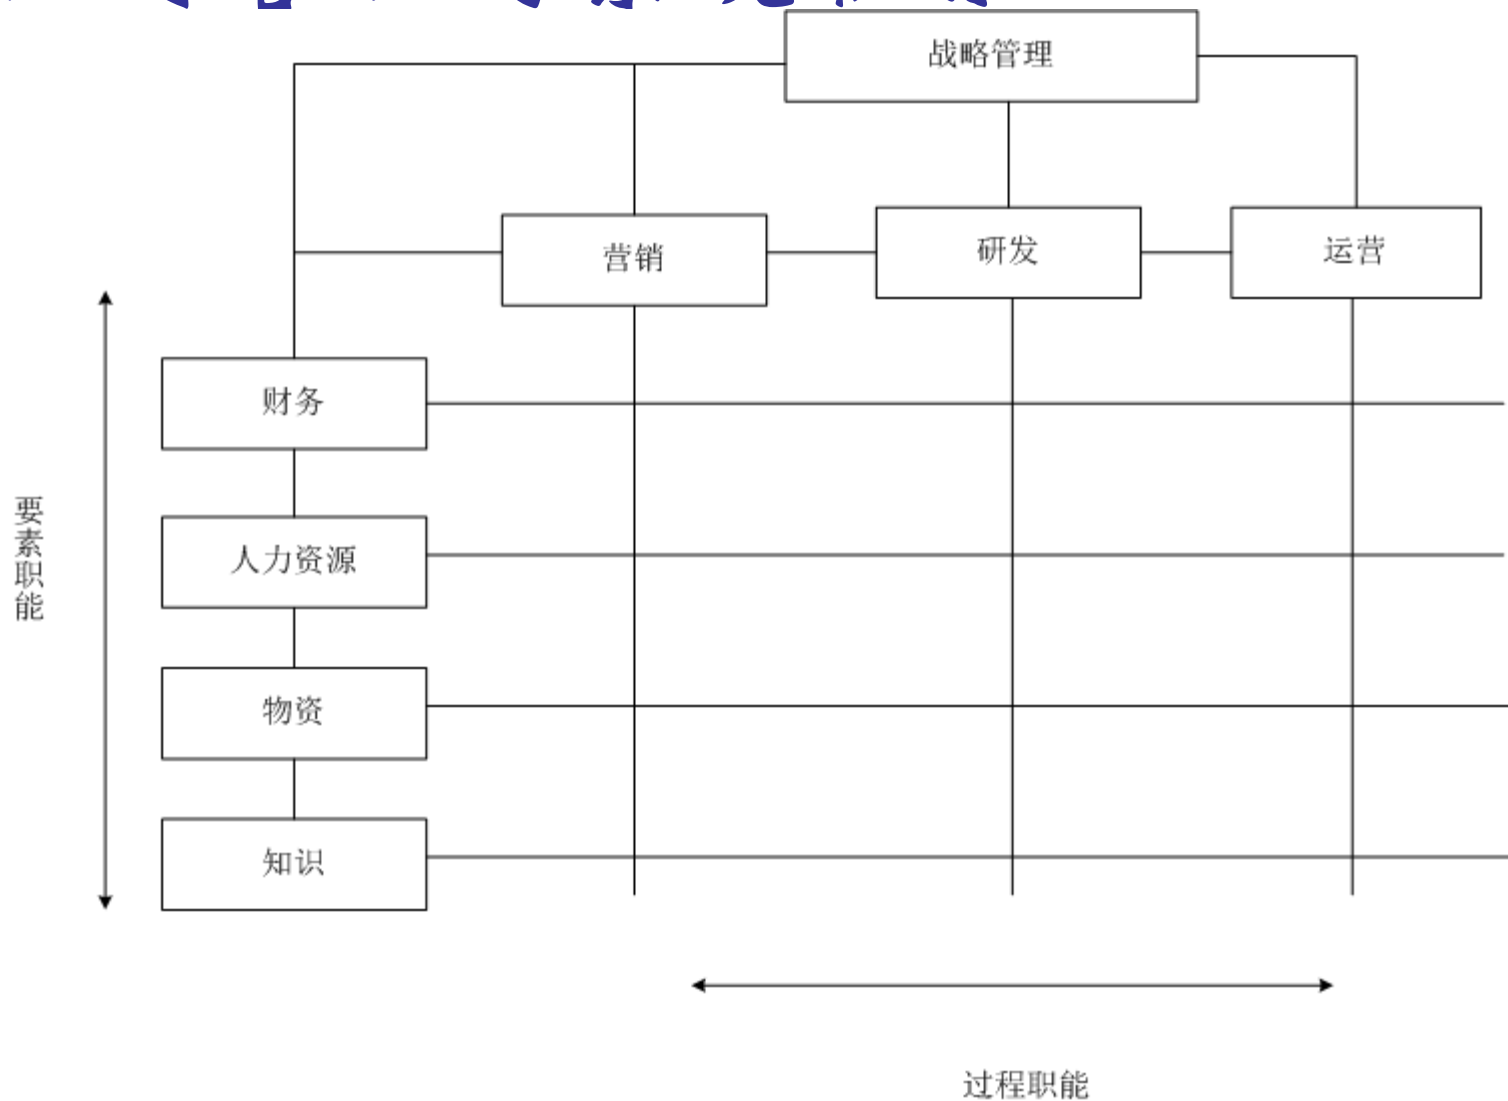 战略管理
营销
研发
运营
财务
人力资源
物资
知识
要素职能
过程职能